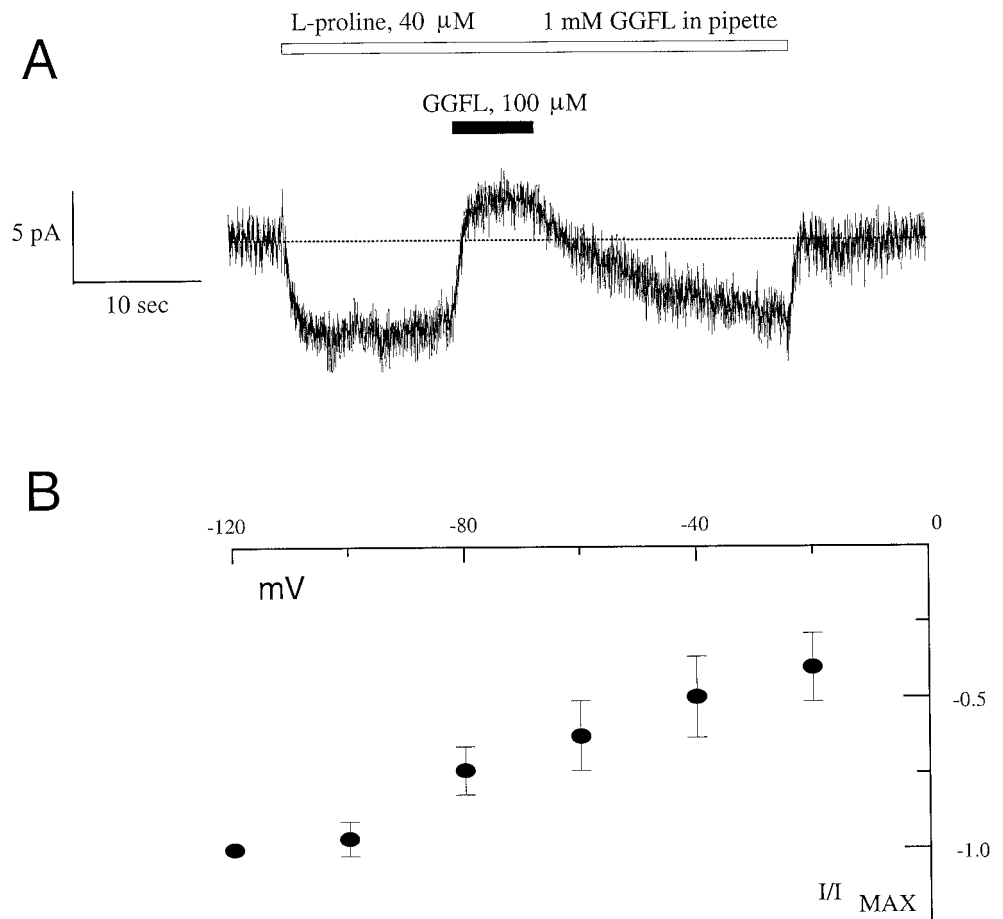 A
L-proline, 40 μM 1 mM GGFL in pipette
GGFL, 100 μM
5 pA
10 sec
B
-120 -80 -40 0
mV
-0.5
-1.0
I/I MAX